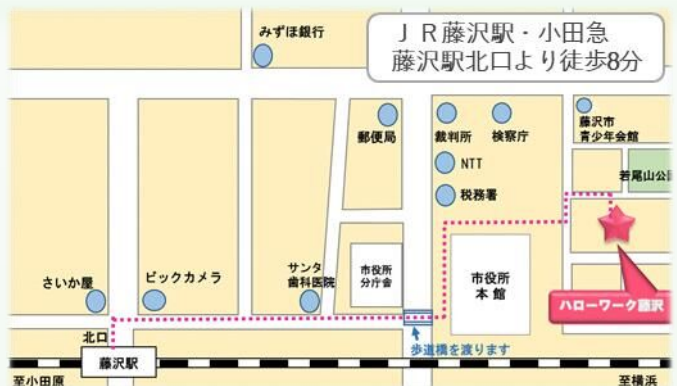 みずほ銀行
JR藤沢駅・小田急
藤沢駅北口より徒歩8分
郵便局
裁判所
検察庁
藤沢市
青少年会館
NTT
若尾山公園
税務署
さいか屋
ビックカメラ
サンタ
歯科医院
市役所
分庁舎
市役所
本館
ハローワーク藤沢
北口
歩道橋を渡ります
藤沢駅
至小田原
至横浜